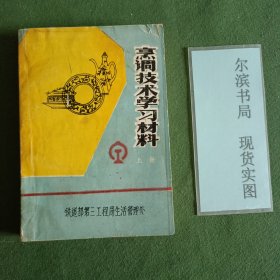 烹调技术学习材料
上册
铁道部第三工程局生活管理处
尔滨书局
现货实图